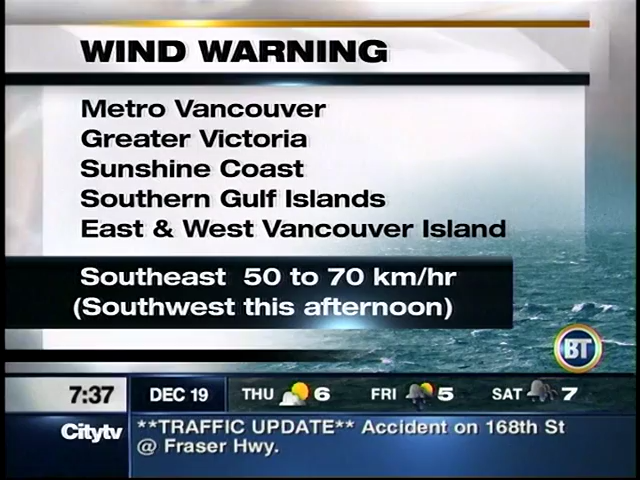 WIND WARNING
Metro Vancouver
Greater Victoria
Sunshine Coast
Southern Gulf Islands
East & West Vancouver Island
Southeast 50 to 70 km/hr
(Southwest this afternoon)
BT
7:37 DEC 19 THU 6 FRI 5 SAT 7
Citytv **TRAFFIC UPDATE** Accident on 168th St
@ Fraser Hwy.